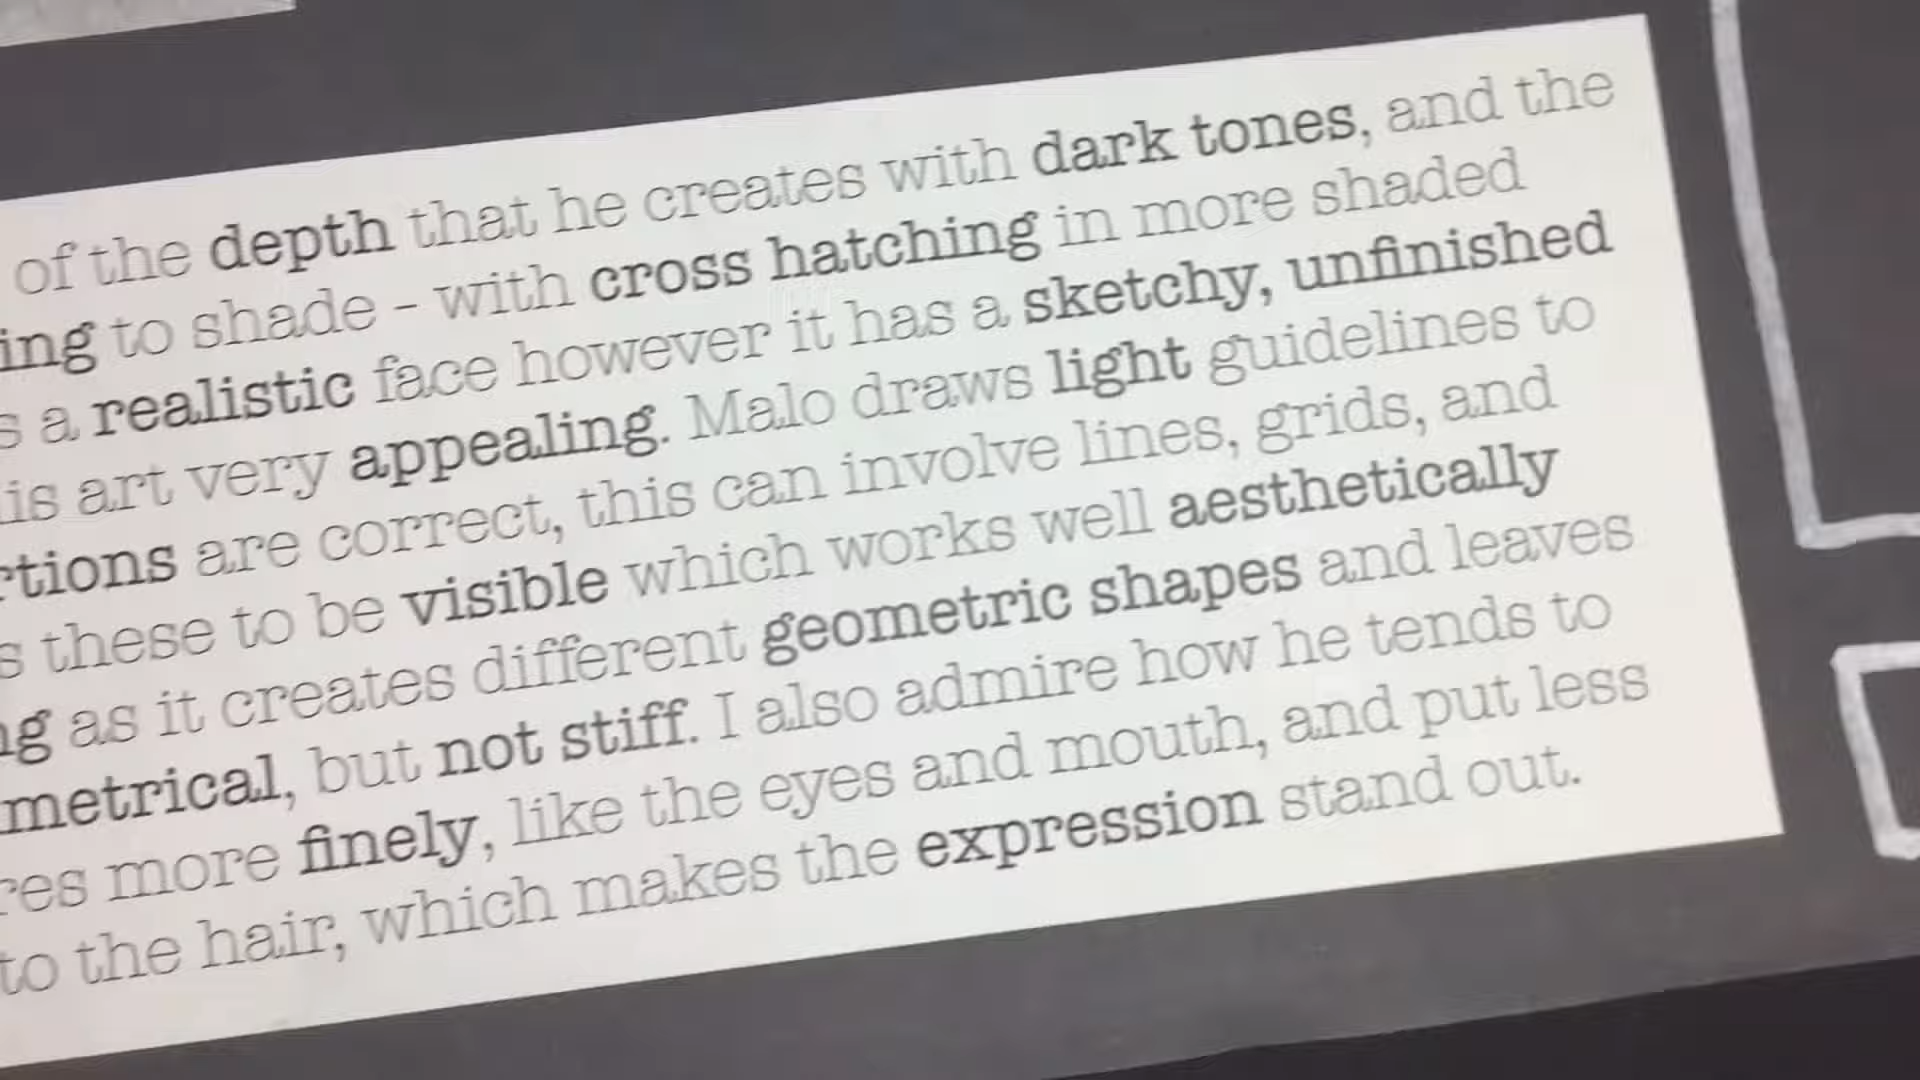 of the depth that he creates with dark tones, and the
ing to shade - with cross hatching in more shaded
s a realistic face however it has a sketchy, unfinished
is art very appealing. Malo draws light guidelines to
rtions are correct, this can involve lines, grids, and
s these to be visible which works well aesthetically
ng as it creates different geometric shapes and leaves
metrical, but not stiff. I also admire how he tends to
res more finely, like the eyes and mouth, and put less
to the hair, which makes the expression stand out.